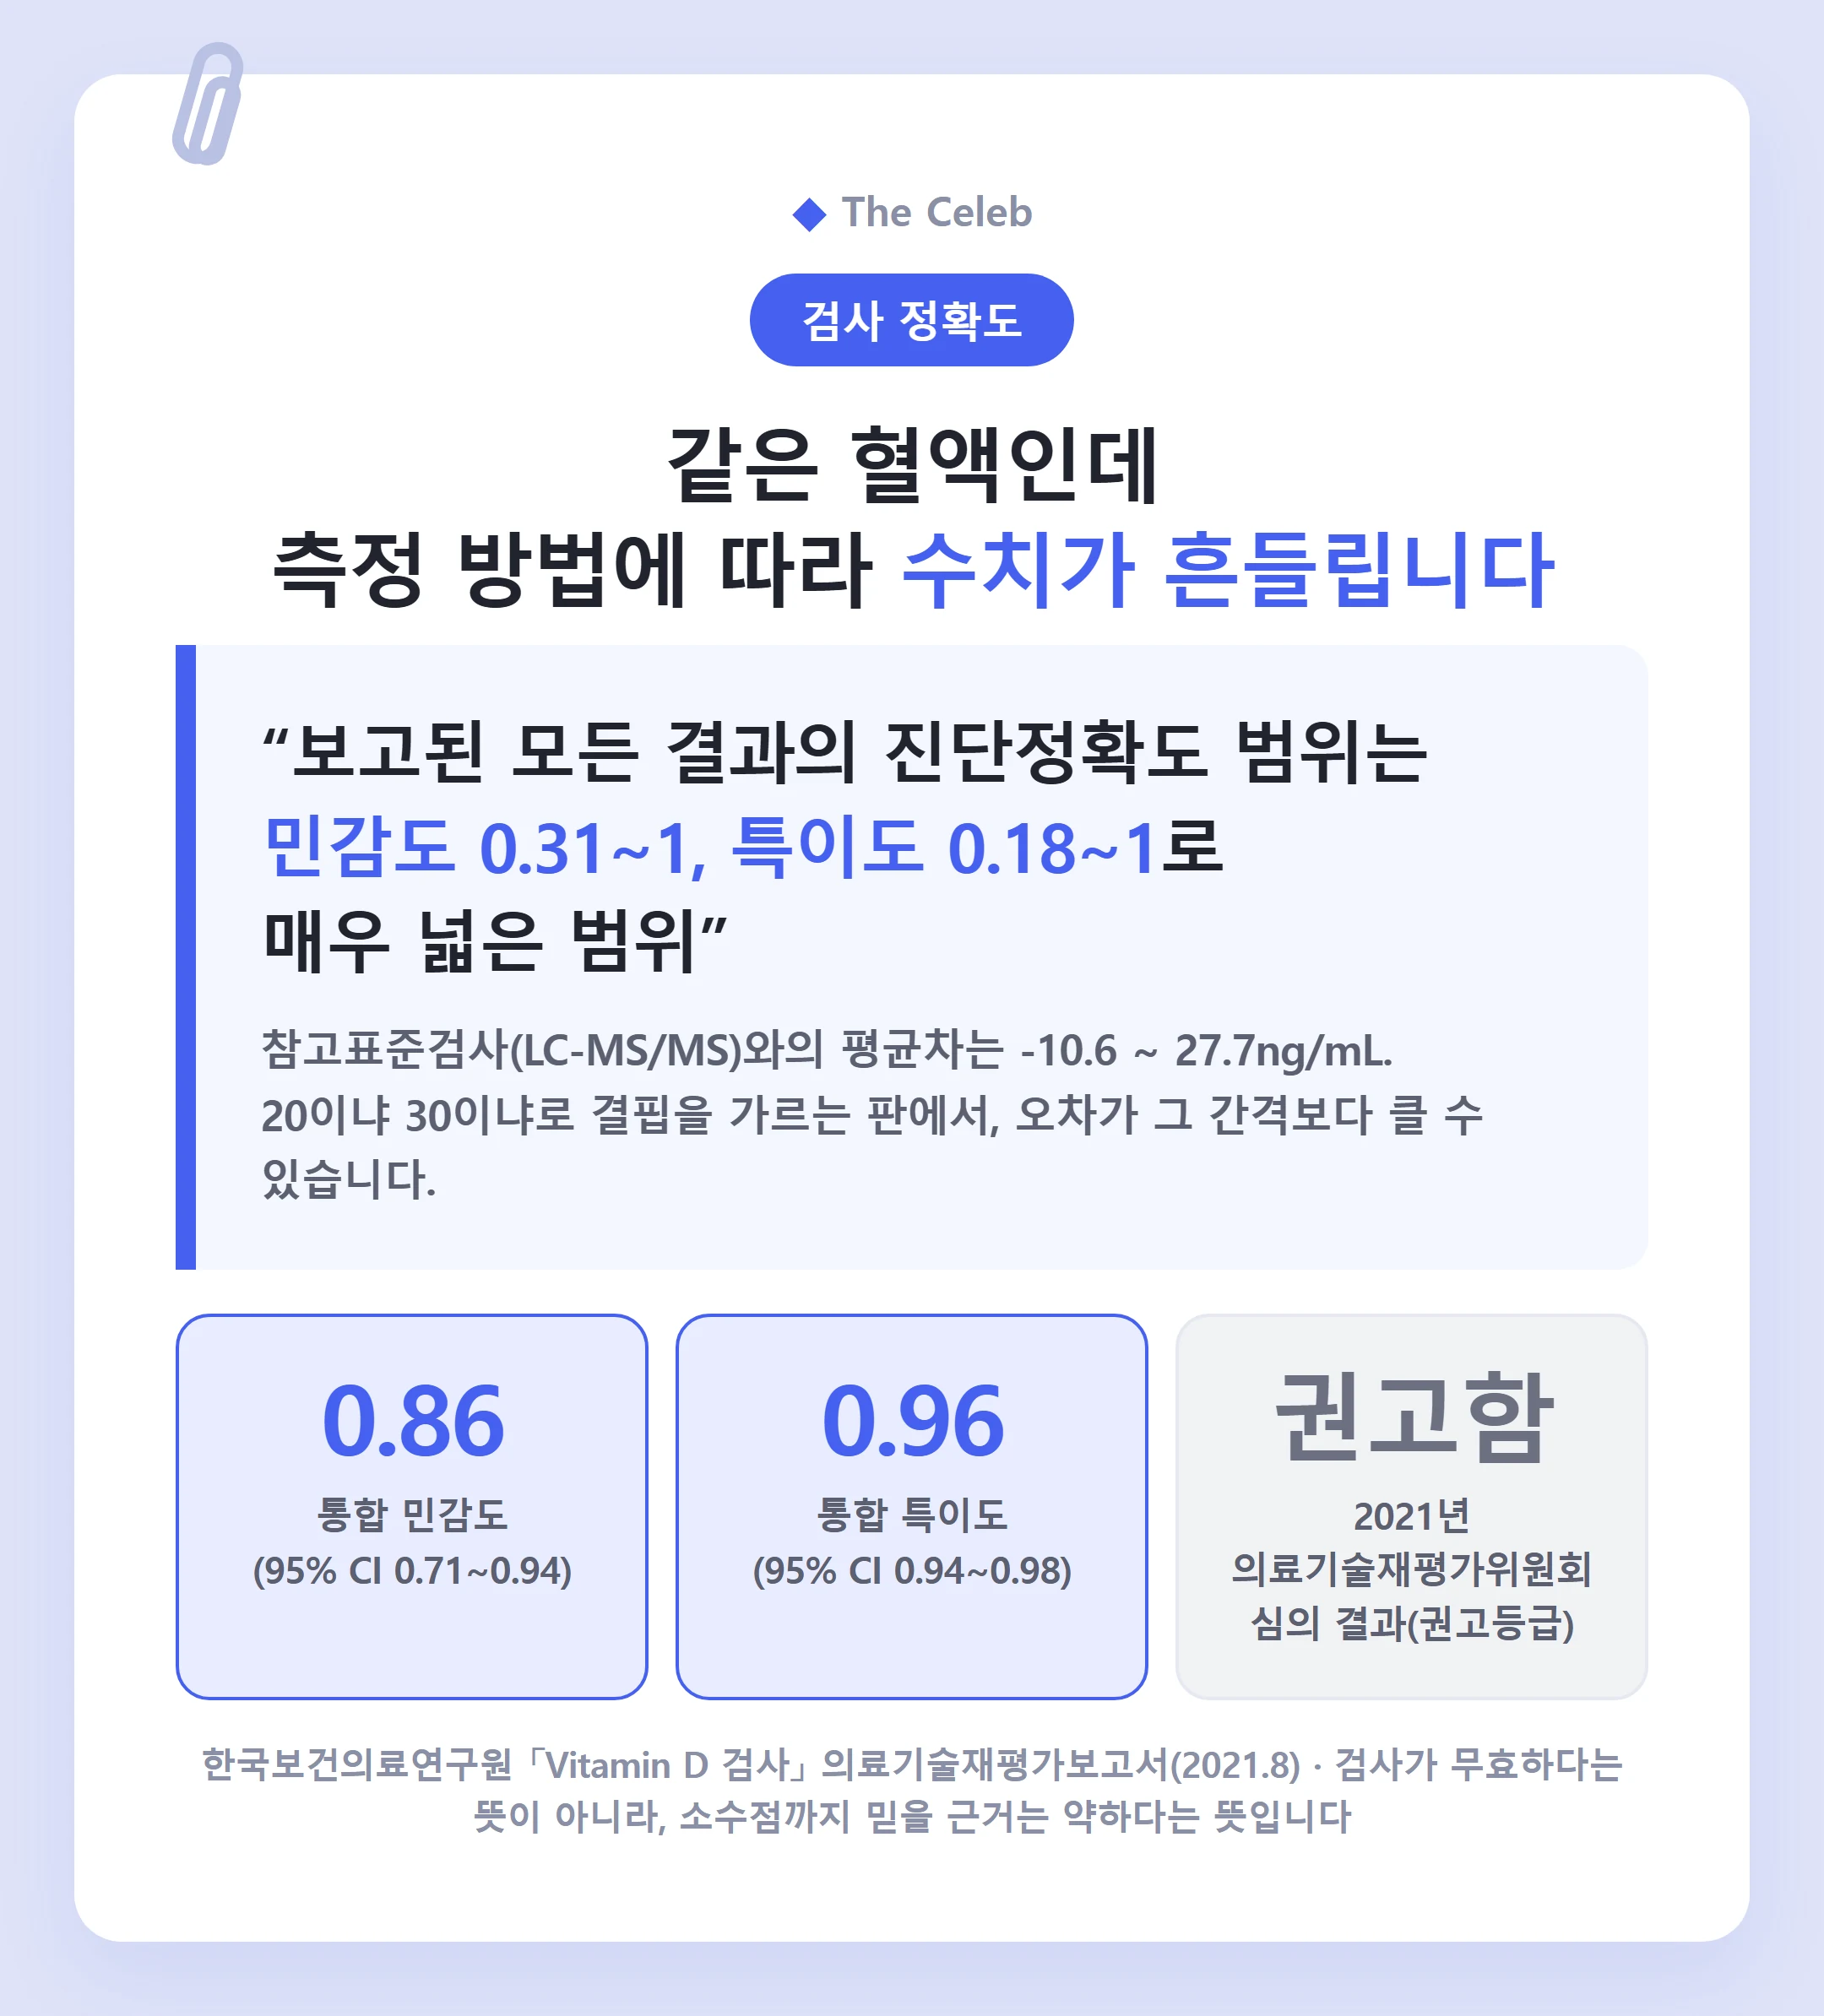 The Celeb
검사 정확도
같은 혈액인데
측정 방법에 따라 수치가 흔들립니다
“보고된 모든 결과의 진단정확도 범위는
민감도 0.31~1, 특이도 0.18~1로
매우 넓은 범위”
참고표준검사(LC-MS/MS)와의 평균차는 -10.6 ~ 27.7ng/mL.
20이냐 30이냐로 결핍을 가르는 판에서, 오차가 그 간격보다 클 수
있습니다.
0.86
통합 민감도
(95% CI 0.71~0.94)
0.96
통합 특이도
(95% CI 0.94~0.98)
권고함
2021년
의료기술재평가위원회
심의 결과(권고등급)
한국보건의료연구원「Vitamin D 검사」의료기술재평가보고서(2021.8) · 검사가 무효하다는
뜻이 아니라, 소수점까지 믿을 근거는 약하다는 뜻입니다